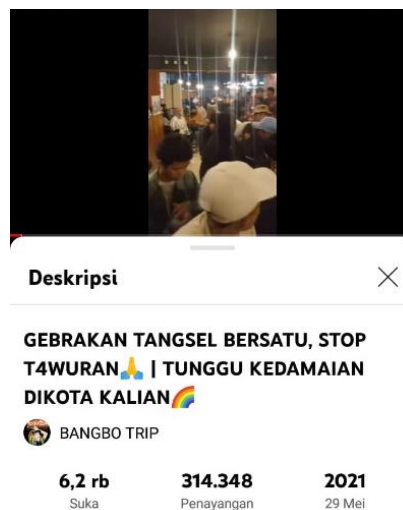 Deskripsi
GEBRAKAN TANGSEL BERSATU, STOP
T4WURAN🙏 | TUNGGU KEDAMAIAN
DIKOTA KALIAN🌈
BANGBO TRIP
6,2 rb 314.348 2021
Suka Penayangan 29 Mei